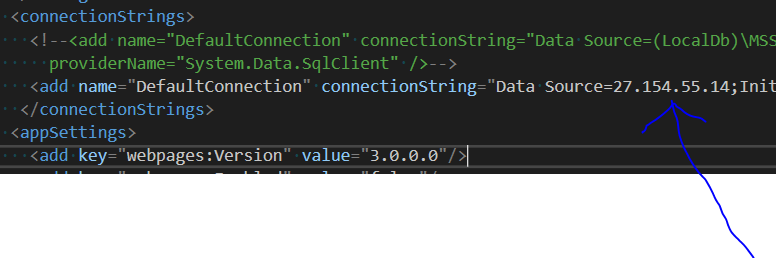 <connectionStrings>
<!--<add name="DefaultConnection" connectionString="Data Source=(LocalDb)\MSS
providerName="System.Data.SqlClient" />-->
<add name="DefaultConnection" connectionString="Data Source=27.154.55.14;Init
</connectionStrings>
<appSettings>
<add key="webpages:Version" value="3.0.0.0"/>